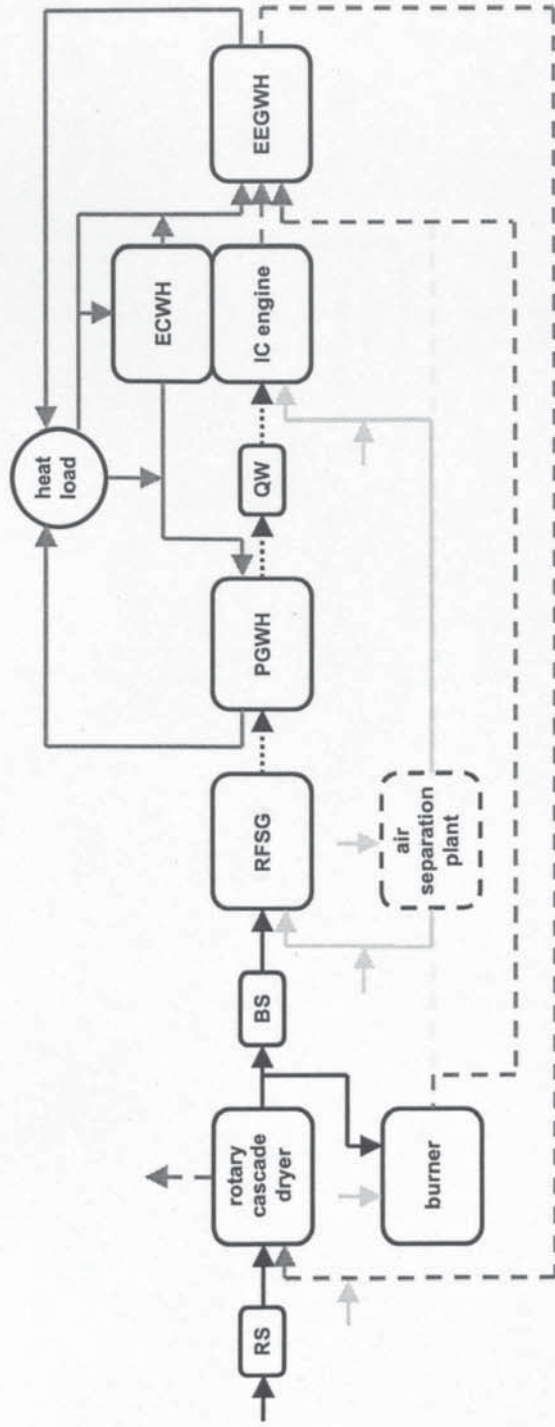 RS
rotary
cascade
dryer
burner
BS
RFSG
air
separation
plant
PGWH
heat
load
QW
ECWH
IC engine
EEGWH